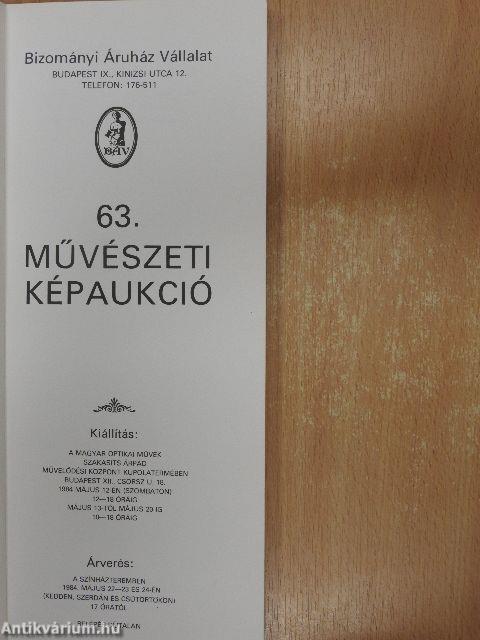 Bizományi Áruház Vállalat
BUDAPEST IX., KINIZSI UTCA 12.
TELEFON: 176-511
BÁV
63.
MŰVÉSZETI
KÉPAUKCIÓ
Kiállítás:
A MAGYAR OPTIKAI MŰVEK
SZAKASITS ÁRPÁD
MŰVELŐDÉSI KÖZPONT KUPOLATERMÉBEN
BUDAPEST XII., CSÖRSZ U. 18.
1984 MÁJUS 12-ÉN (SZOMBATON)
12—18 ÓRÁIG
MÁJUS 13-TÓL MÁJUS 20-IG
10—18 ÓRÁIG
Árverés:
A SZÍNHÁZTEREMBEN
1984. MÁJUS 22—23 ÉS 24-ÉN
(KEDDEN, SZERDÁN ÉS CSÜTÖRTÖKÖN)
17 ÓRÁTÓL
Antikvárium.hu